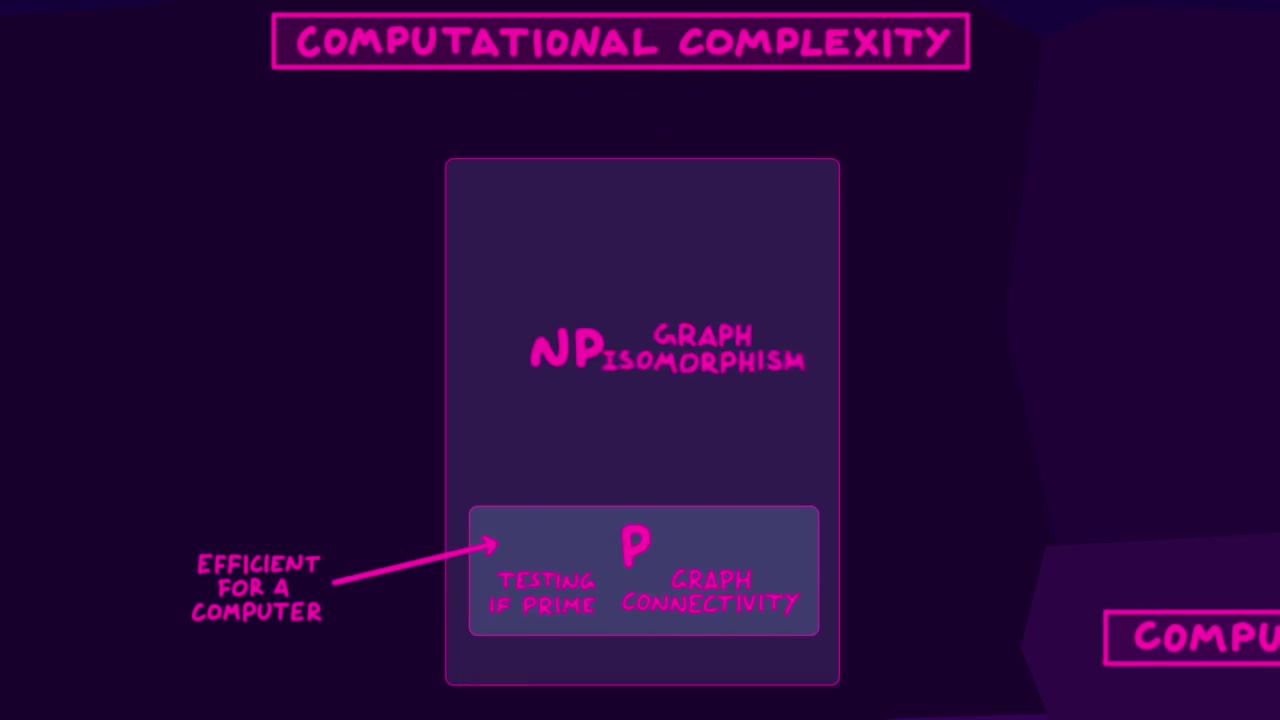 COMPUTATIONAL COMPLEXITY
NP
GRAPH
ISOMORPHISM
P
EFFICIENT
FOR A
COMPUTER
TESTING
IF PRIME
GRAPH
CONNECTIVITY
COMPU